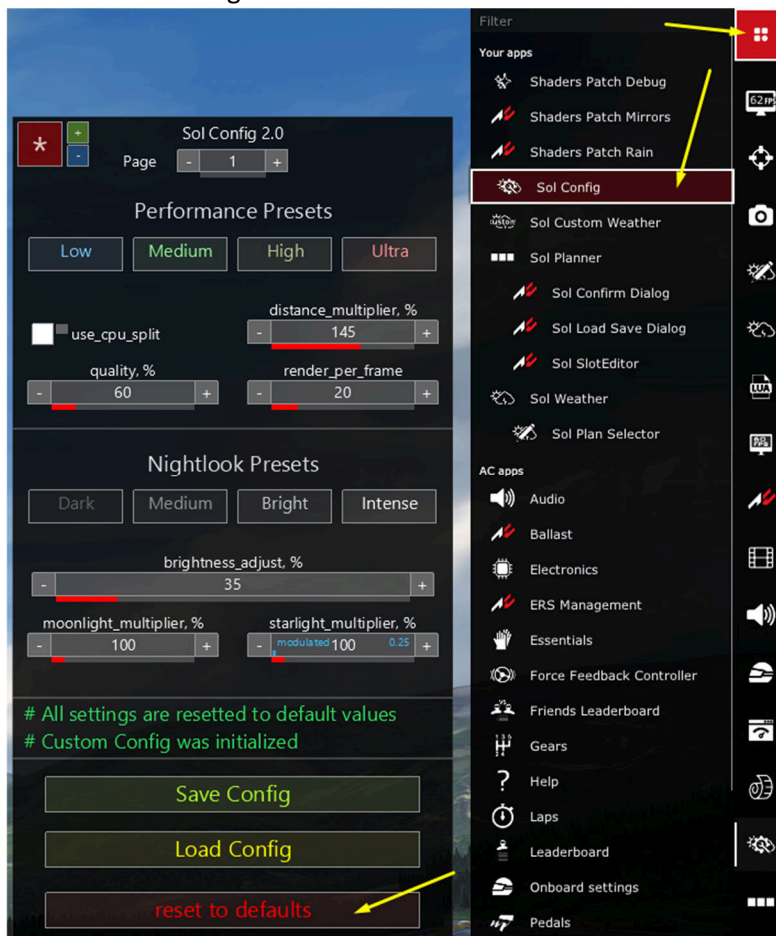 Sol Config 2.0
*
+
-
Page
- 1 +
Performance Presets
Low Medium High Ultra
use_cpu_split
distance_multiplier, %
- 145 +
quality, %
- 60 +
render_per_frame
- 20 +
Nightlook Presets
Dark Medium Bright Intense
brightness_adjust, %
- 35 +
moonlight_multiplier, %
- 100 +
starlight_multiplier, %
- modulated 100 0.25 +
# All settings are resetted to default values
# Custom Config was initialized
Save Config
Load Config
reset to defaults
Filter
Your apps
Shaders Patch Debug
Shaders Patch Mirrors
Shaders Patch Rain
Sol Config
custom
Sol Custom Weather
Sol Planner
Sol Confirm Dialog
Sol Load Save Dialog
Sol SlotEditor
Sol Weather
Sol Plan Selector
AC apps
Audio
Ballast
Electronics
ERS Management
Essentials
Force Feedback Controller
Friends Leaderboard
Gears
? Help
Laps
Leaderboard
Onboard settings
Pedals
62 FPS
LUA
60 FPS